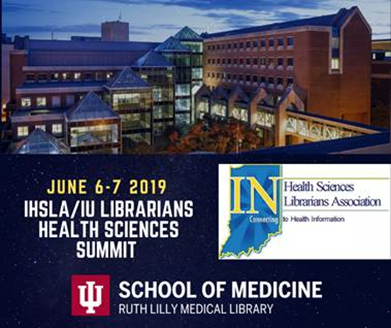 JUNE 6-7 2019
IHSLA/IU LIBRARIANS
HEALTH SCIENCES
SUMMIT
IN
Connecting
Health Sciences
Librarians Association
to Health Information
SCHOOL OF MEDICINE
RUTH LILLY MEDICAL LIBRARY